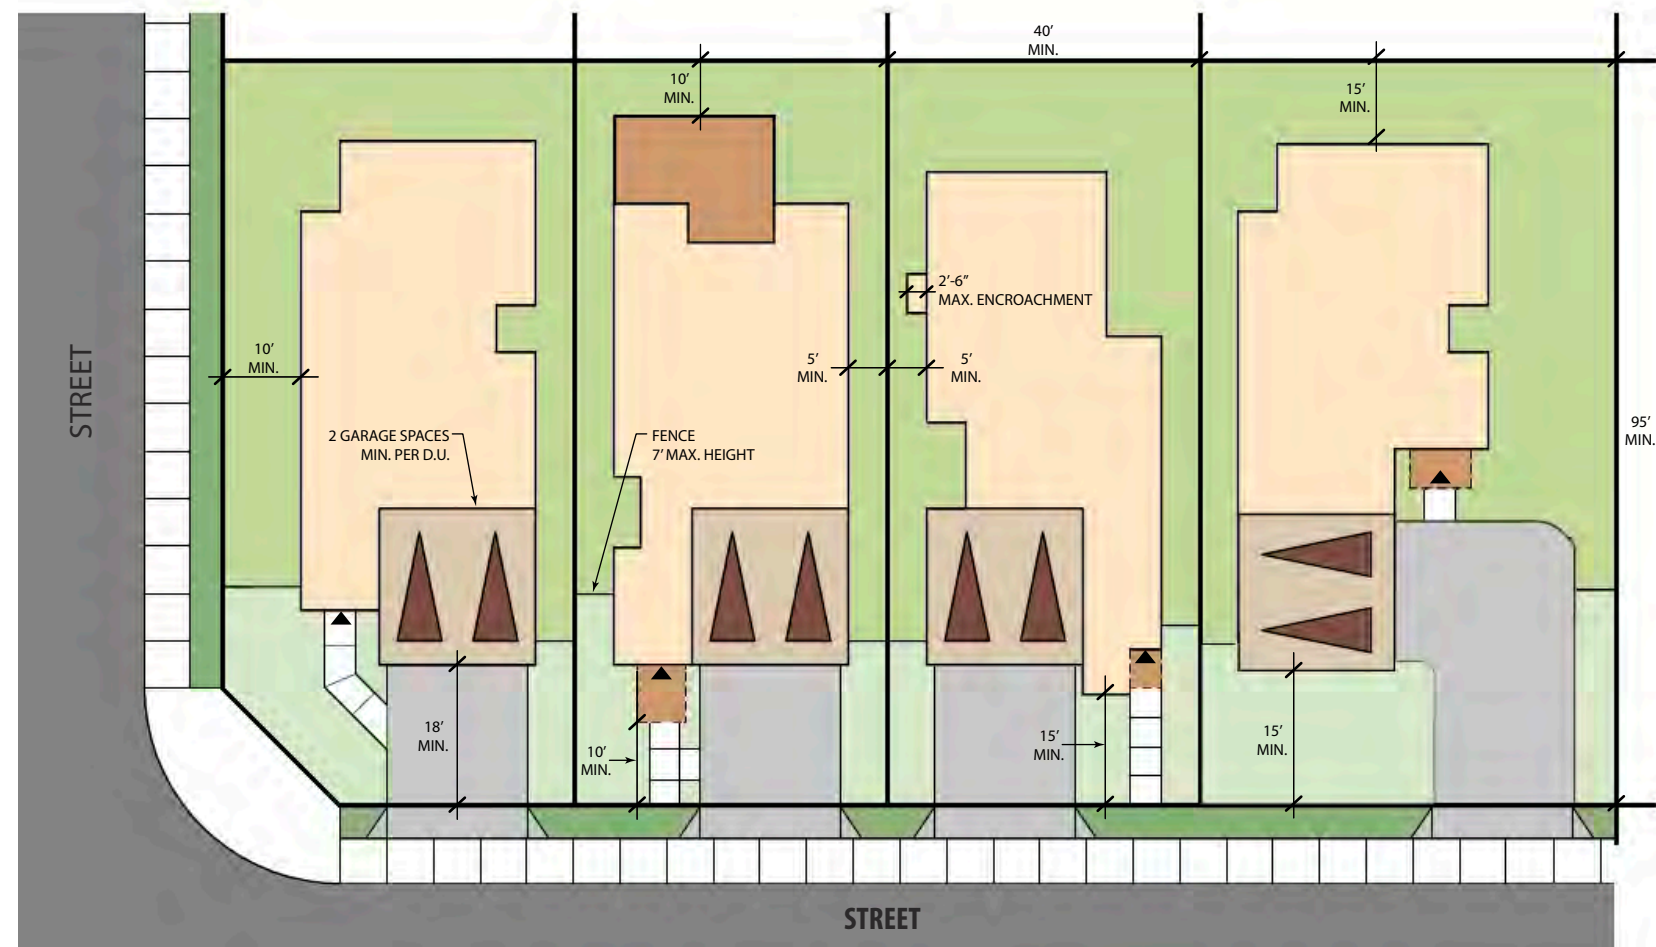 40’
MIN.
10’
MIN.
15’
MIN.
2’-6”
MAX. ENCROACHMENT
10’
MIN.
5’
MIN.
5’
MIN.
STREET
2 GARAGE SPACES
MIN. PER D.U.
FENCE
7’ MAX. HEIGHT
95’
MIN.
18’
MIN.
10’
MIN.
15’
MIN.
15’
MIN.
STREET